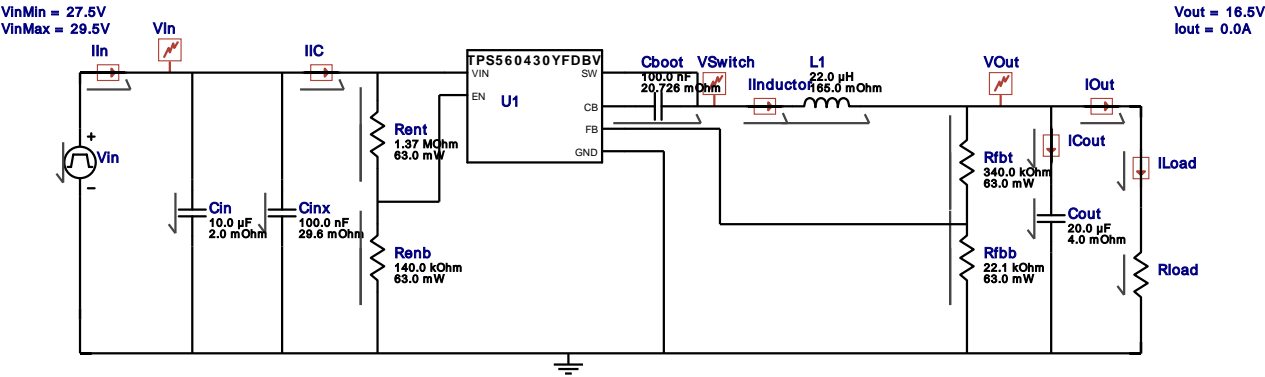 VinMin = 27.5V
VinMax = 29.5V
Vout = 16.5V
Iout = 0.0A
VIn
IIn
IIC
TPS560430YFDBV
VIN
EN
U1
SW
CB
FB
GND
Cboot
100.0 nF
20.726 mOhm
VSwitch
IInductor
L1
22.0 µH
165.0 mOhm
VOut
IOut
ICout
ILoad
+
Vin
−
Cin
10.0 µF
2.0 mOhm
Cinx
100.0 nF
29.6 mOhm
Rent
1.37 MOhm
63.0 mW
Renb
140.0 kOhm
63.0 mW
Rfbt
340.0 kOhm
63.0 mW
Rfbb
22.1 kOhm
63.0 mW
Cout
20.0 µF
4.0 mOhm
Rload